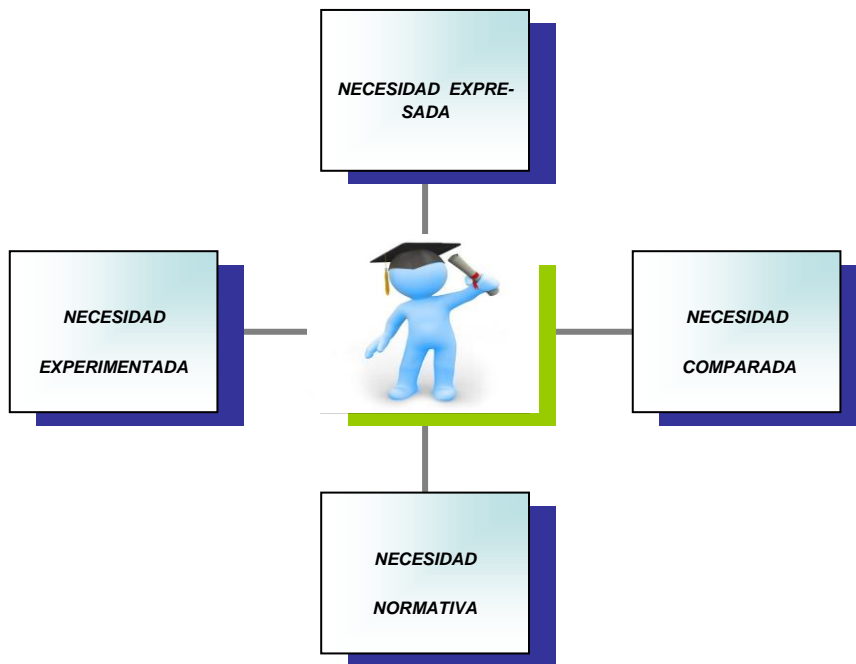 NECESIDAD EXPRE-
SADA
NECESIDAD
EXPERIMENTADA
NECESIDAD
COMPARADA
NECESIDAD
NORMATIVA